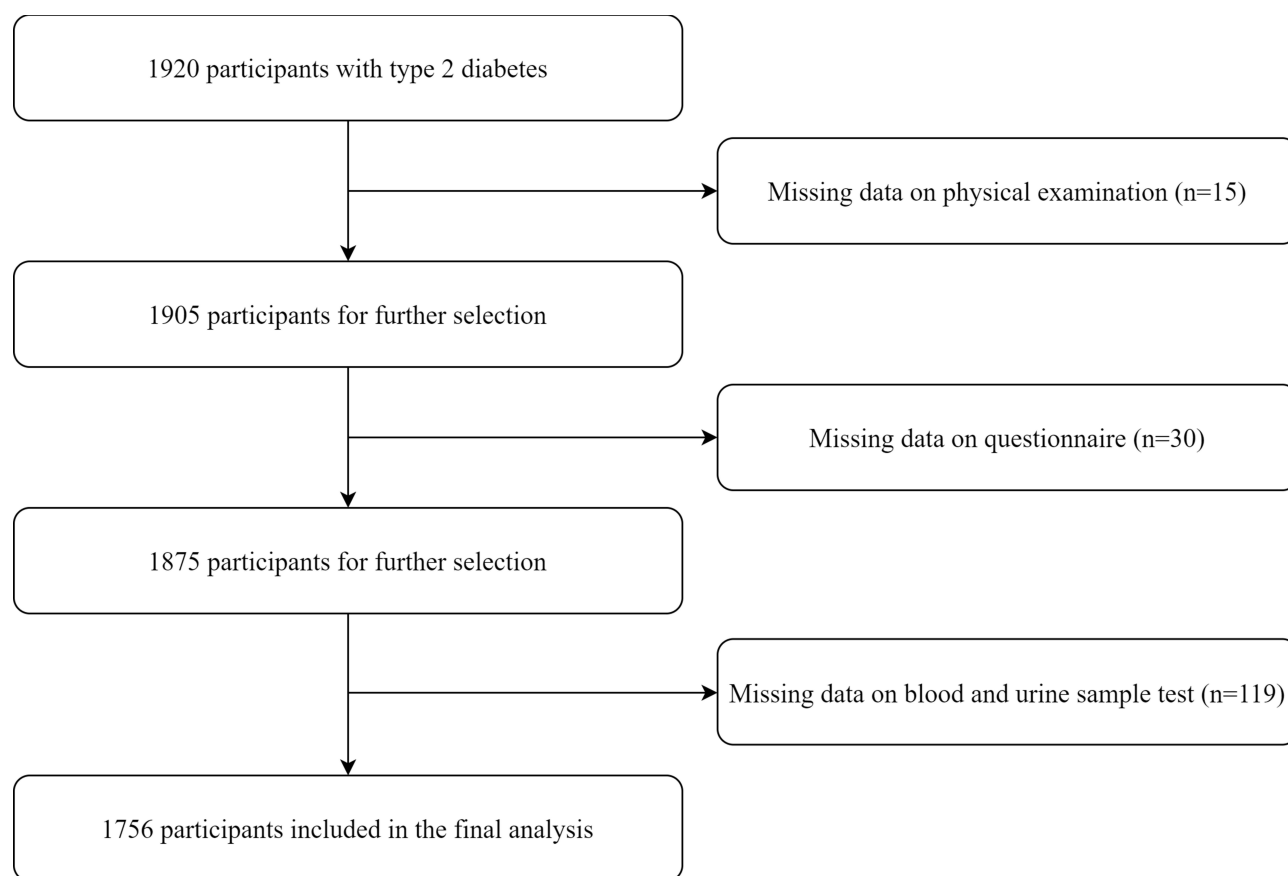 1920 participants with type 2 diabetes
Missing data on physical examination (n=15)
1905 participants for further selection
Missing data on questionnaire (n=30)
1875 participants for further selection
Missing data on blood and urine sample test (n=119)
1756 participants included in the final analysis